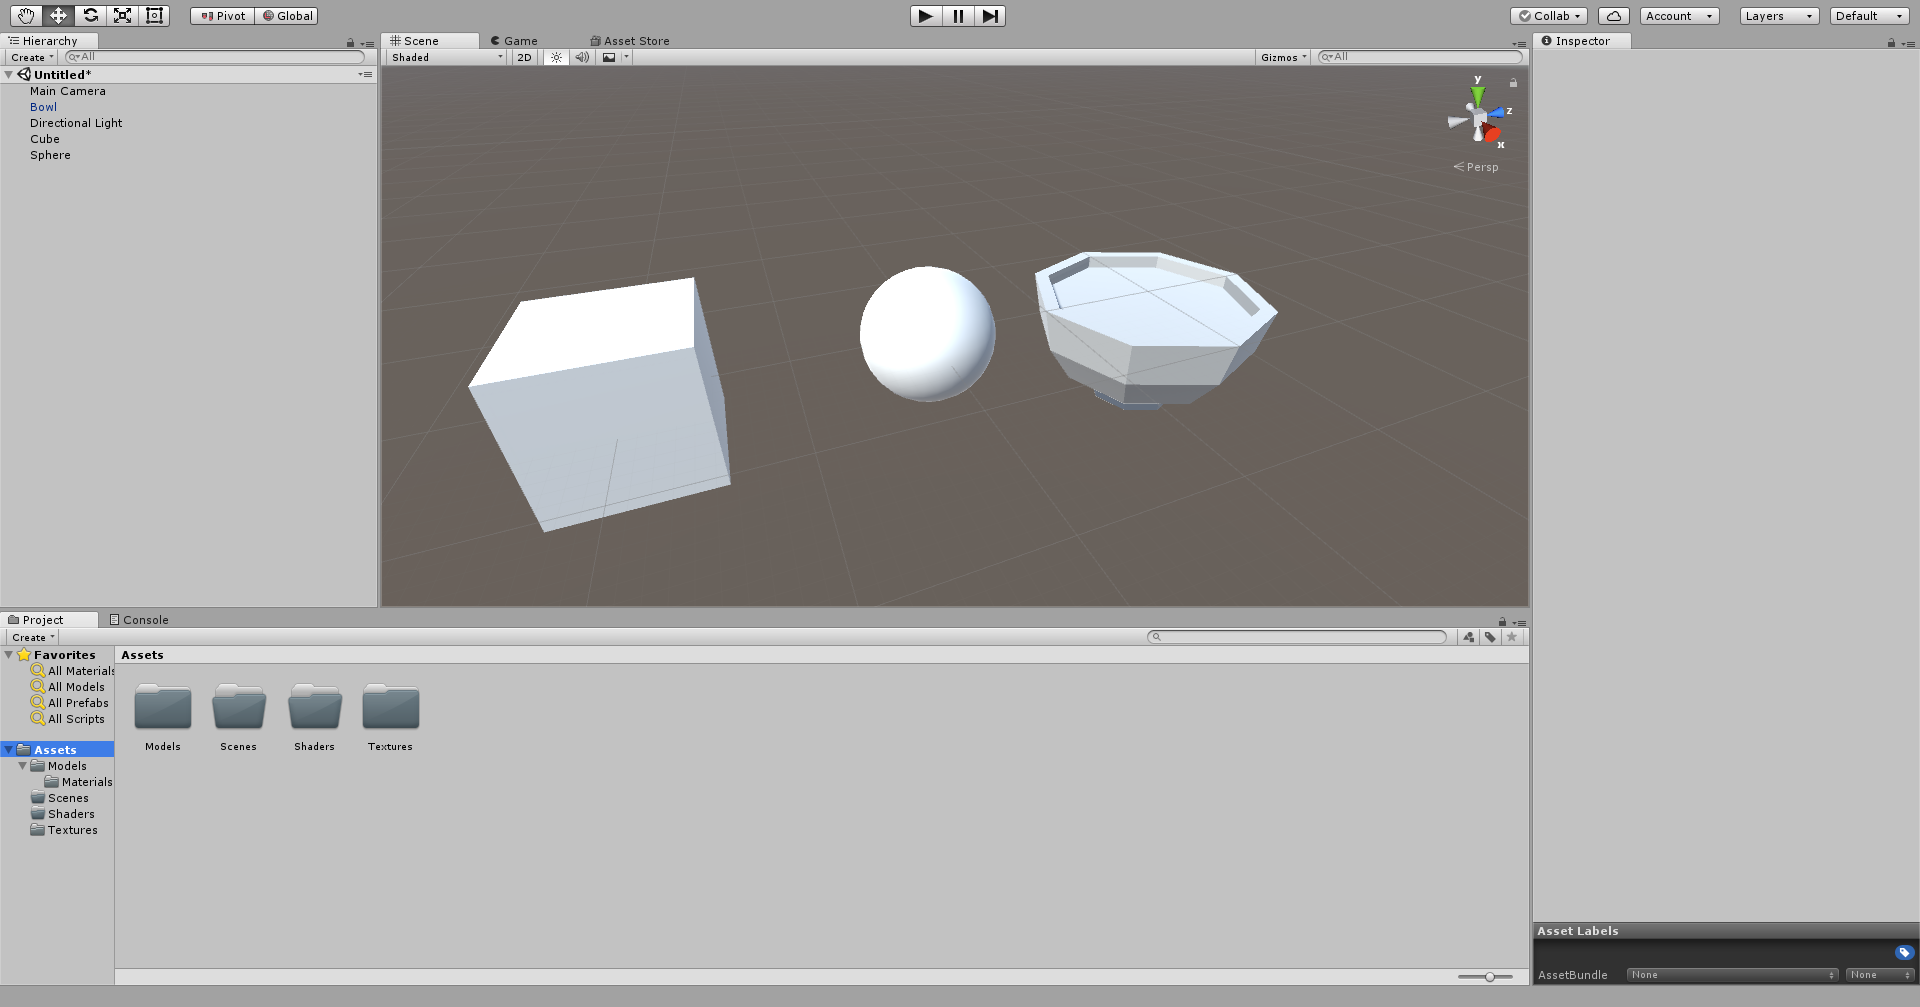 Pivot Global Collab Account Layers Default
Hierarchy
Create All
Untitled*
Main Camera
Bowl
Directional Light
Cube
Sphere
Scene Game Asset Store
Shaded 2D Gizmos All
y
z
x
Persp
Inspector
Project Console
Create
Favorites
All Materials
All Models
All Prefabs
All Scripts
Assets
Models
Materials
Scenes
Shaders
Textures
Assets
Models Scenes Shaders Textures
Asset Labels
AssetBundle None None